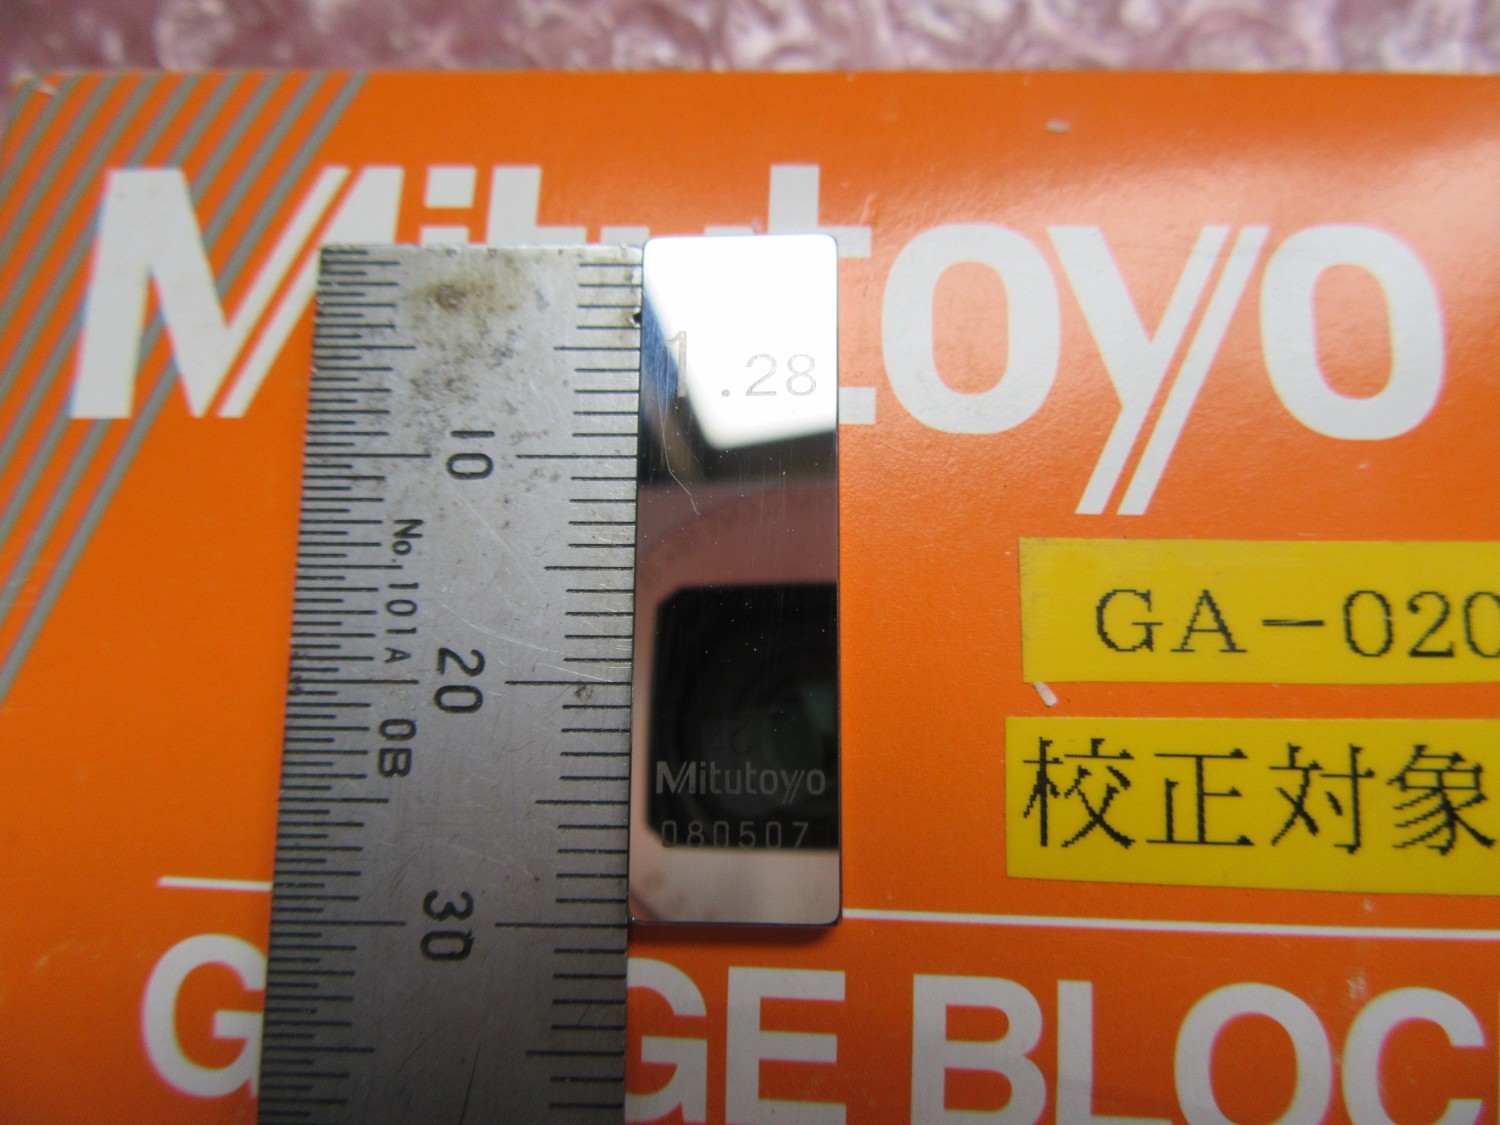 Mitutoyo
1.28
10
No.101A 0B
20
30
Mitutoyo
080507
GA-020
校正対象
GE BLOC